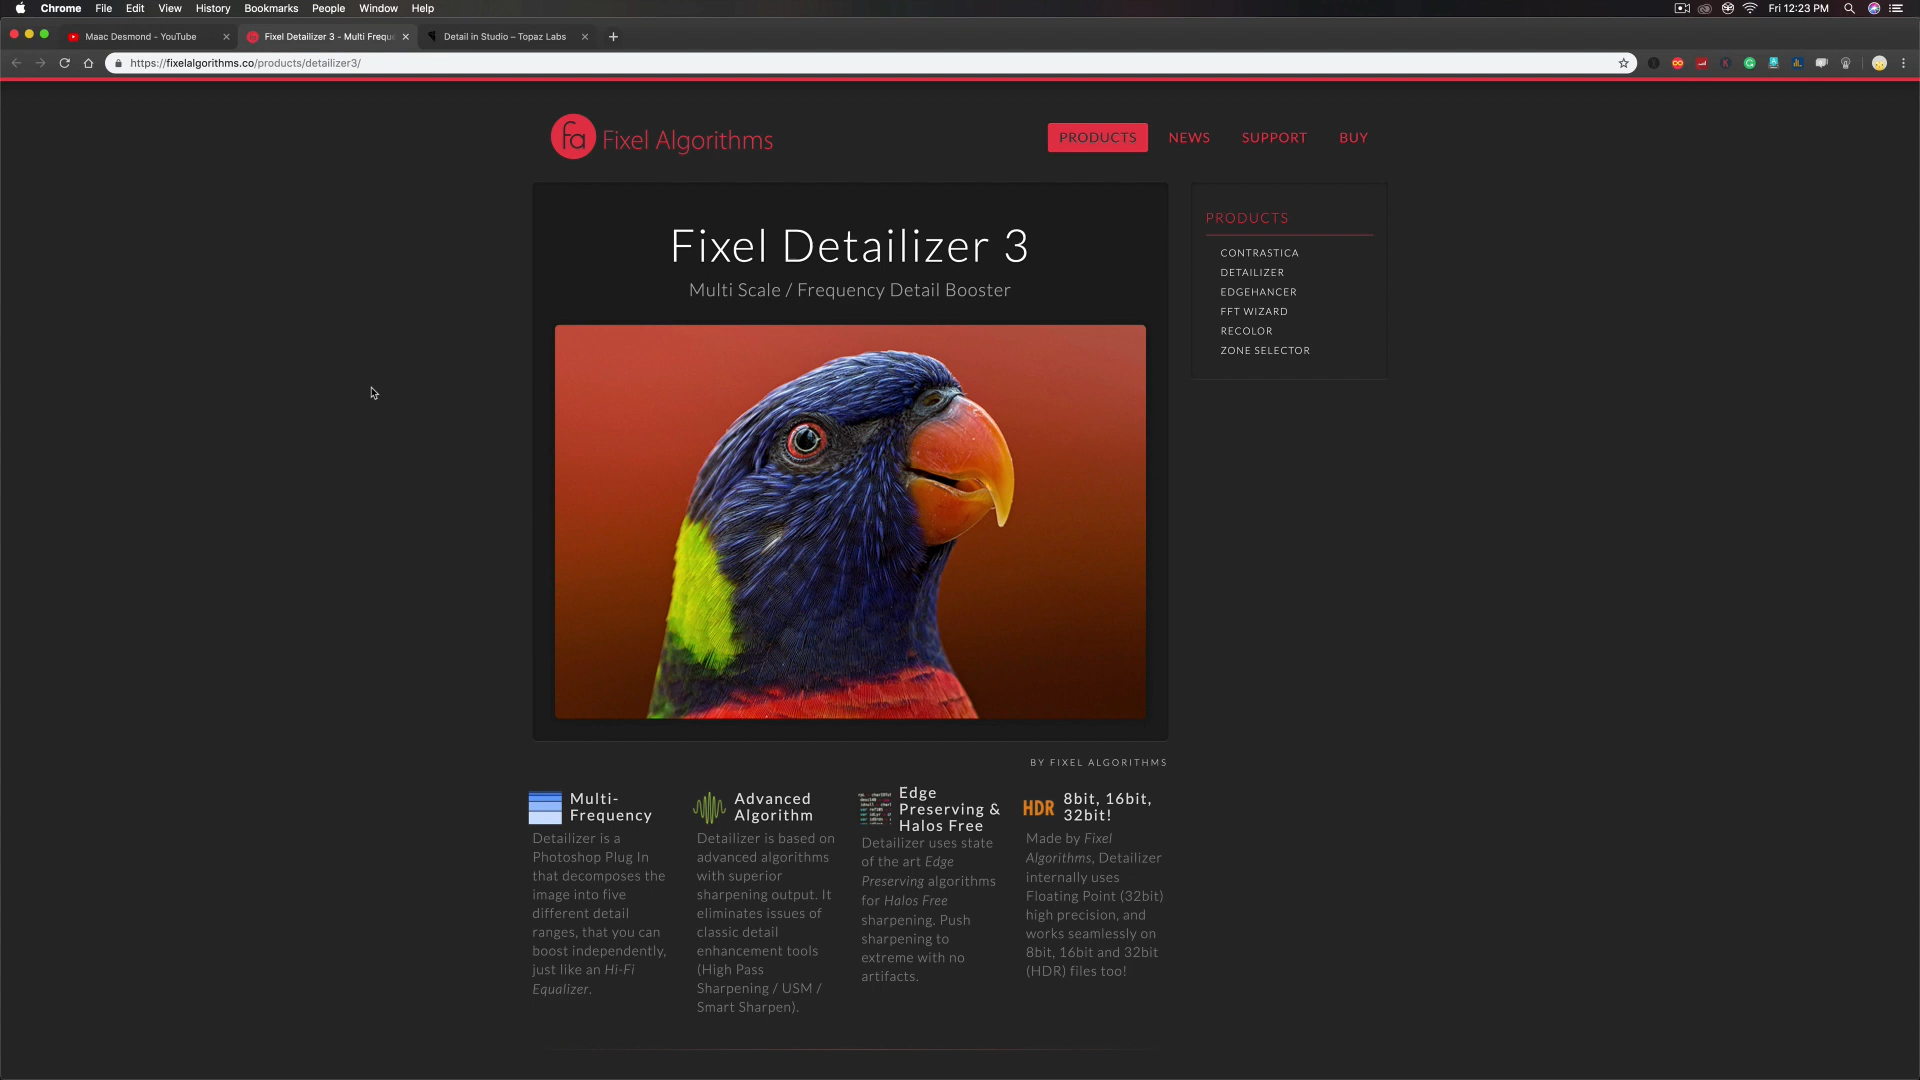 Chrome File Edit View History Bookmarks People Window Help Fri 12:23 PM
Maac Desmond - YouTube Fixel Detailizer 3 - Multi Frequ Detail in Studio – Topaz Labs
https://fixelalgorithms.co/products/detailizer3/
fa Fixel Algorithms
PRODUCTS NEWS SUPPORT BUY
Fixel Detailizer 3
Multi Scale / Frequency Detail Booster
BY FIXEL ALGORITHMS
PRODUCTS
CONTRASTICA
DETAILIZER
EDGEHANCER
FFT WIZARD
RECOLOR
ZONE SELECTOR
Multi-
Frequency
Detailizer is a
Photoshop Plug In
that decomposes the
image into five
different detail
ranges, that you can
boost independently,
just like an Hi-Fi
Equalizer.
Advanced
Algorithm
Detailizer is based on
advanced algorithms
with superior
sharpening output. It
eliminates issues of
classic detail
enhancement tools
(High Pass
Sharpening / USM /
Smart Sharpen).
Edge
Preserving &
Halos Free
Detailizer uses state
of the art Edge
Preserving algorithms
for Halos Free
sharpening. Push
sharpening to
extreme with no
artifacts.
HDR
8bit, 16bit,
32bit!
Made by Fixel
Algorithms, Detailizer
internally uses
Floating Point (32bit)
high precision, and
works seamlessly on
8bit, 16bit and 32bit
(HDR) files too!